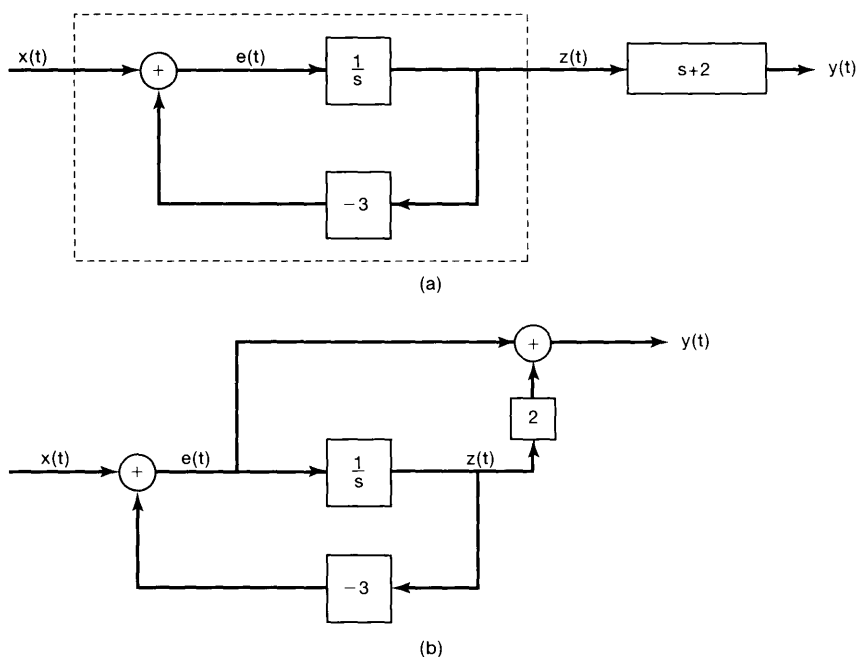 x(t) + e(t) 1/s z(t) s+2 y(t)
−3
(a)
+ y(t)
2
x(t) + e(t) 1/s z(t)
−3
(b)